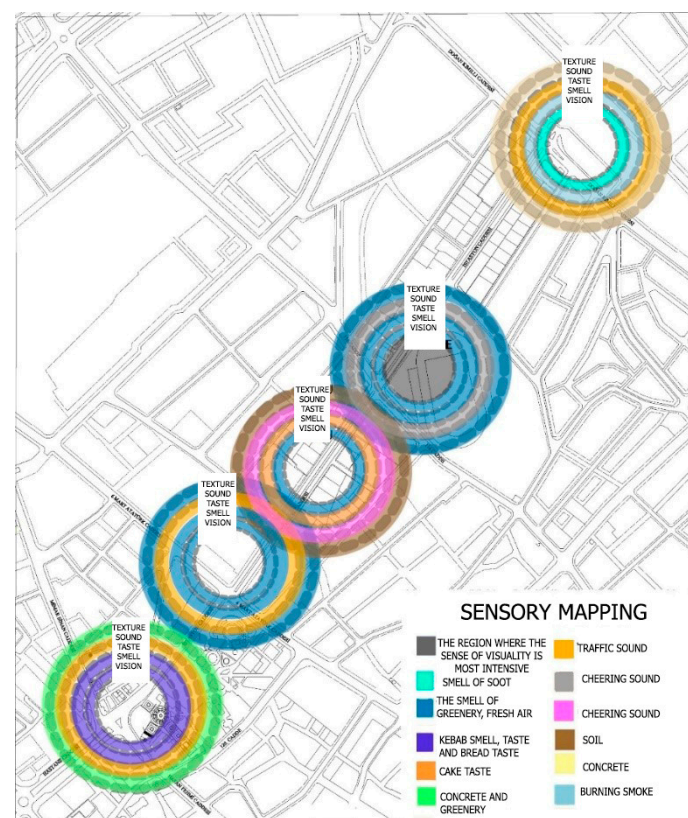 DOĞAN KEMELLİ CADDESİ
TEXTURE
SOUND
TASTE
SMELL
VISION
TEXTURE
SOUND
TASTE
SMELL
VISION
TEXTURE
SOUND
TASTE
SMELL
VISION
TEXTURE
SOUND
TASTE
SMELL
VISION
TEXTURE
SOUND
TASTE
SMELL
VISION
SENSORY MAPPING
THE REGION WHERE THE
SENSE OF VISUALITY IS
MOST INTENSIVE
SMELL OF SOOT
THE SMELL OF
GREENERY, FRESH AIR
KEBAB SMELL, TASTE
AND BREAD TASTE
CAKE TASTE
CONCRETE AND
GREENERY
TRAFFIC SOUND
CHEERING SOUND
CHEERING SOUND
SOIL
CONCRETE
BURNING SMOKE